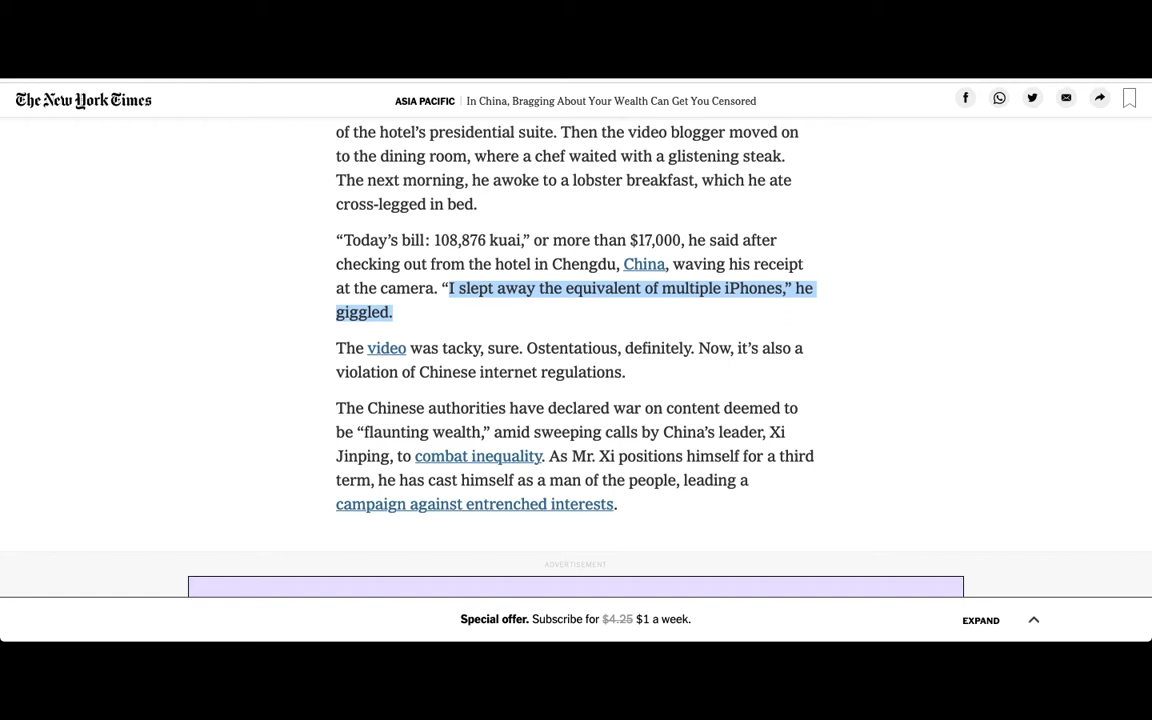 The New York Times
ASIA PACIFIC | In China, Bragging About Your Wealth Can Get You Censored
of the hotel’s presidential suite. Then the video blogger moved on
to the dining room, where a chef waited with a glistening steak.
The next morning, he awoke to a lobster breakfast, which he ate
cross-legged in bed.
“Today’s bill: 108,876 kuai,” or more than $17,000, he said after
checking out from the hotel in Chengdu, China, waving his receipt
at the camera. “I slept away the equivalent of multiple iPhones,” he
giggled.
The video was tacky, sure. Ostentatious, definitely. Now, it’s also a
violation of Chinese internet regulations.
The Chinese authorities have declared war on content deemed to
be “flaunting wealth,” amid sweeping calls by China’s leader, Xi
Jinping, to combat inequality. As Mr. Xi positions himself for a third
term, he has cast himself as a man of the people, leading a
campaign against entrenched interests.
ADVERTISEMENT
Special offer. Subscribe for $4.25 $1 a week.
EXPAND